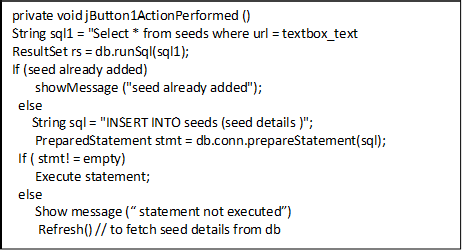 private void jButton1ActionPerformed ()
String sql1 = "Select * from seeds where url = textbox_text
ResultSet rs = db.runSql(sql1);
If (seed already added)
showMessage ("seed already added");
else
String sql = "INSERT INTO seeds (seed details )";
PreparedStatement stmt = db.conn.prepareStatement(sql);
If ( stmt! = empty)
Execute statement;
else
Show message (“ statement not executed”)
Refresh() // to fetch seed details from db